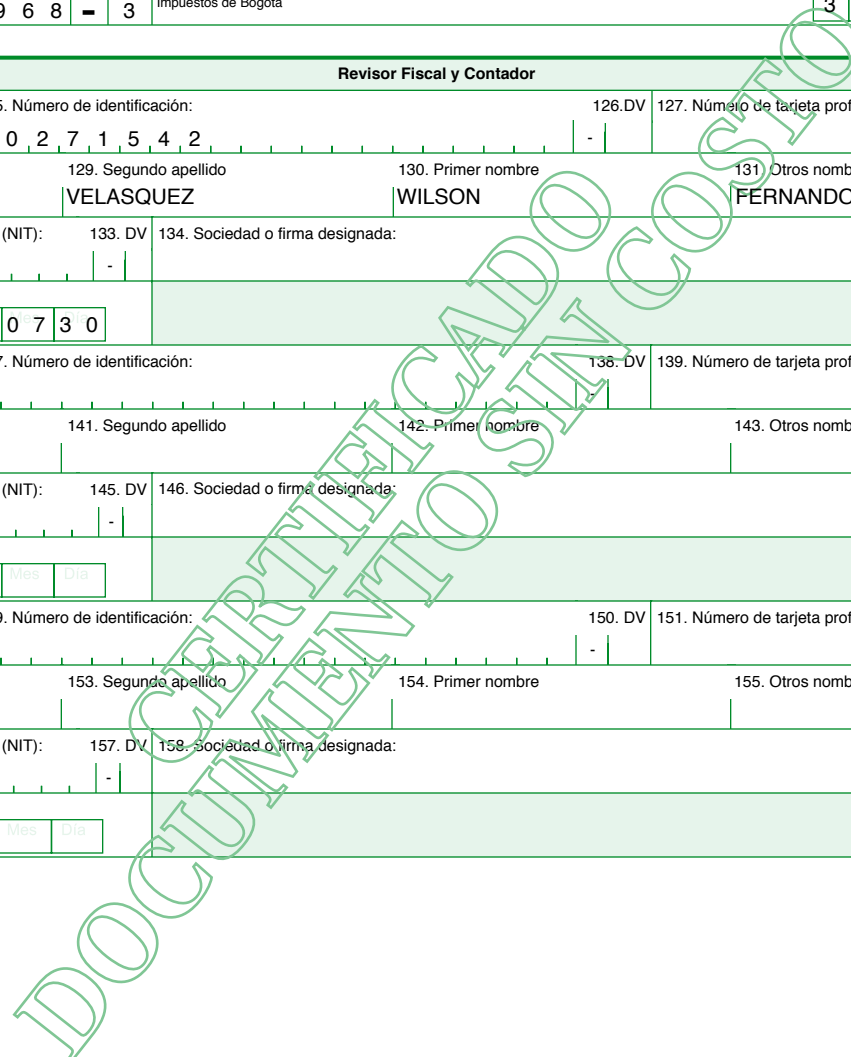 9 6 8 - 3 Impuestos de Bogotá 3
Revisor Fiscal y Contador
5. Número de identificación: 126.DV 127. Número de tarjeta prof
0 2 7 1 5 4 2 -
129. Segundo apellido 130. Primer nombre 131. Otros nomb
VELASQUEZ WILSON FERNANDO
(NIT): 133. DV 134. Sociedad o firma designada:
-
Mes Día
0 7 3 0
7. Número de identificación: 138. DV 139. Número de tarjeta prof
-
141. Segundo apellido 142. Primer nombre 143. Otros nomb
(NIT): 145. DV 146. Sociedad o firma designada:
-
Mes Día
9. Número de identificación: 150. DV 151. Número de tarjeta prof
-
153. Segundo apellido 154. Primer nombre 155. Otros nomb
(NIT): 157. DV 158. Sociedad o firma designada:
-
Mes Día
CERTIFICADO
DOCUMENTO SIN COSTO